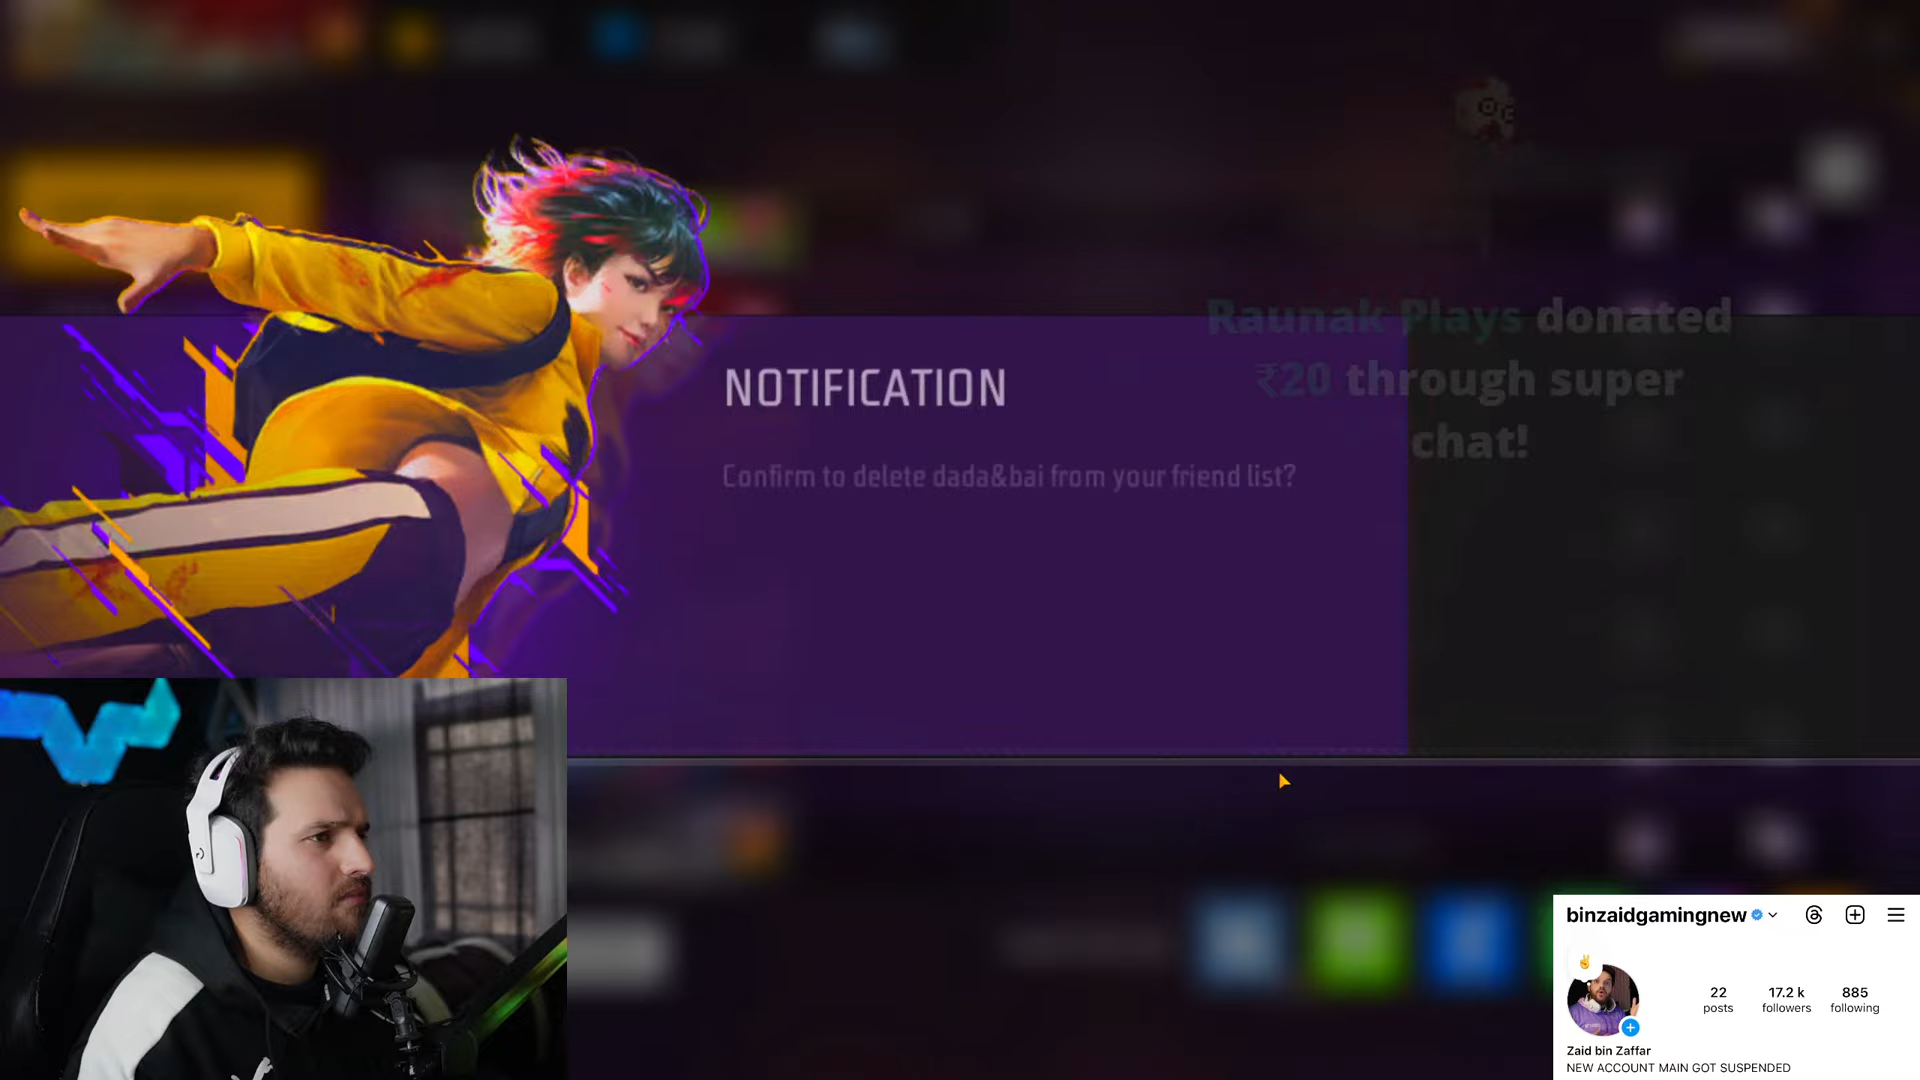 Raunak Plays donated
₹20 through super
chat!
NOTIFICATION
Confirm to delete dada&bai from your friend list?
binzaidgamingnew
22
17.2 k
885
posts
followers
following
Zaid bin Zaffar
NEW ACCOUNT MAIN GOT SUSPENDED